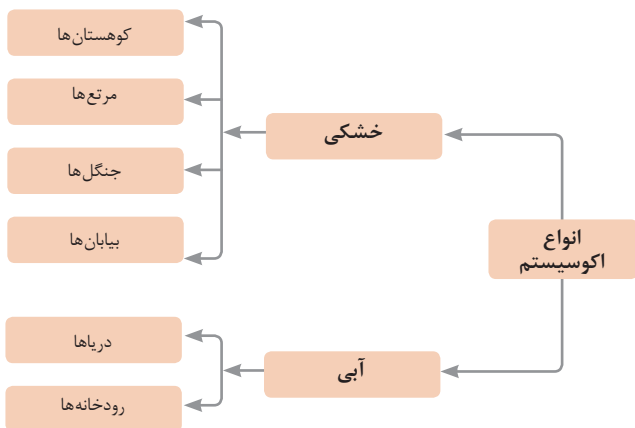 انواع
اکوسیستم
خشکی
کوهستان‌ها
مرتع‌ها
جنگل‌ها
بیابان‌ها
آبی
دریاها
رودخانه‌ها